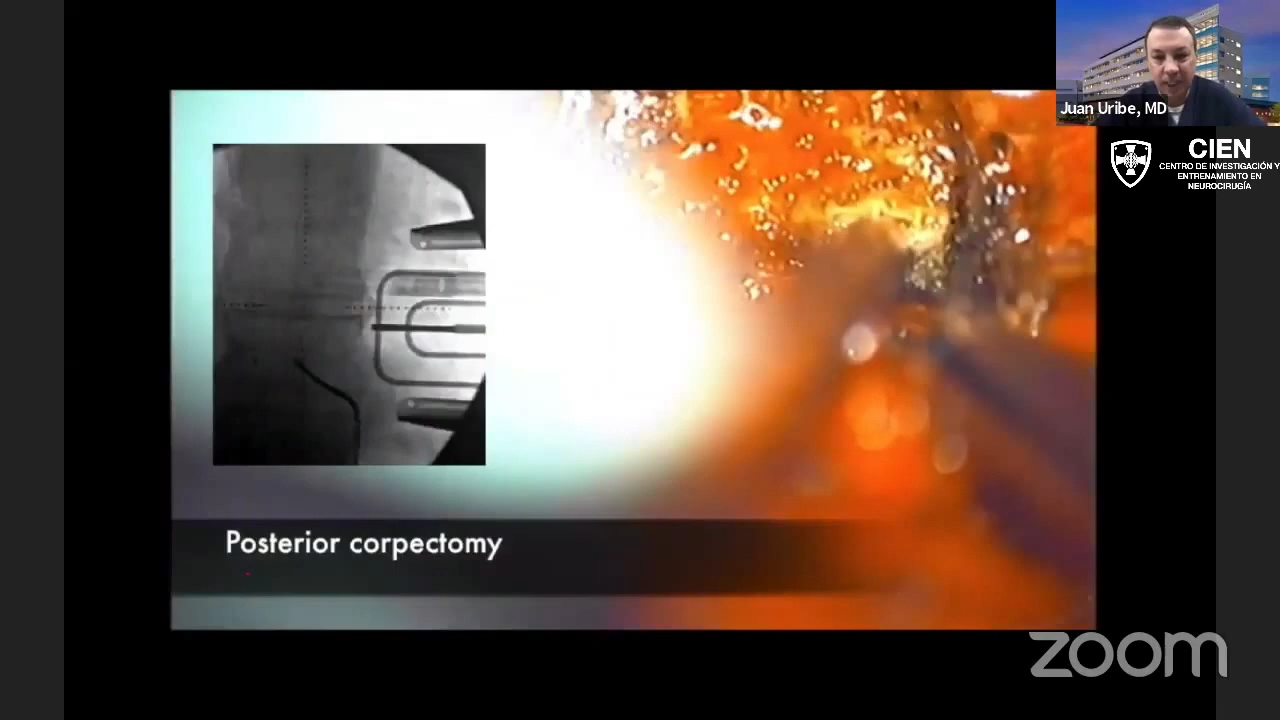 Juan Uribe, MD
CIEN
CENTRO DE INVESTIGACIÓN Y
ENTRENAMIENTO EN
NEUROCIRUGÍA
Posterior corpectomy
zoom